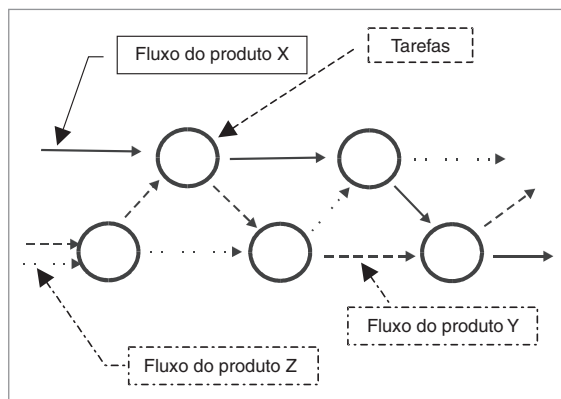 Fluxo do produto X
Tarefas
Fluxo do produto Y
Fluxo do produto Z